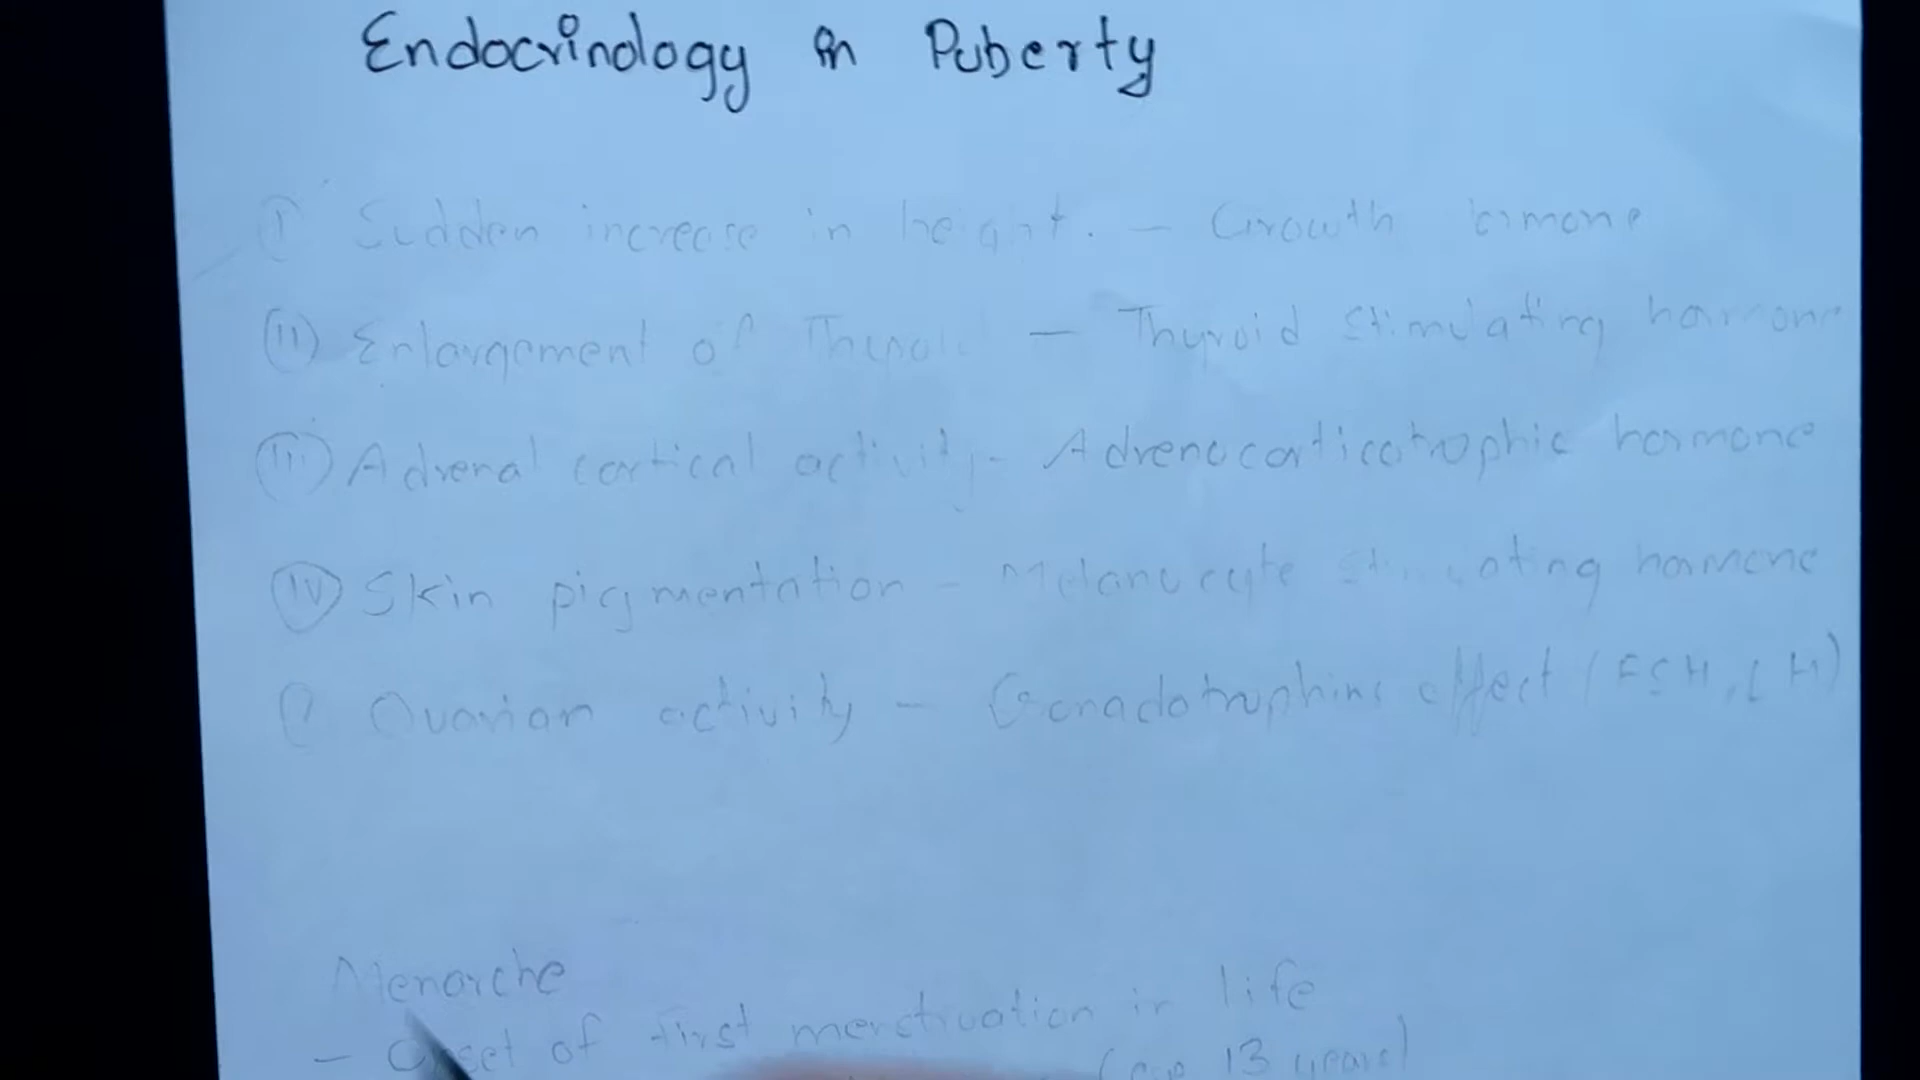 Endocrinology in Puberty
(i) Sudden increase in height. - Growth hormone
(ii) Enlargement of Thyroid - Thyroid stimulating hormone
(iii) Adrenal cortical activity - Adrenocorticotrophic hormone
(iv) Skin pigmentation - Melanocyte stimulating hormone
Ovarian activity - Gonadotrophins effect (FSH, LH)
Menarche
- Onset of first menstruation in life
13 years)